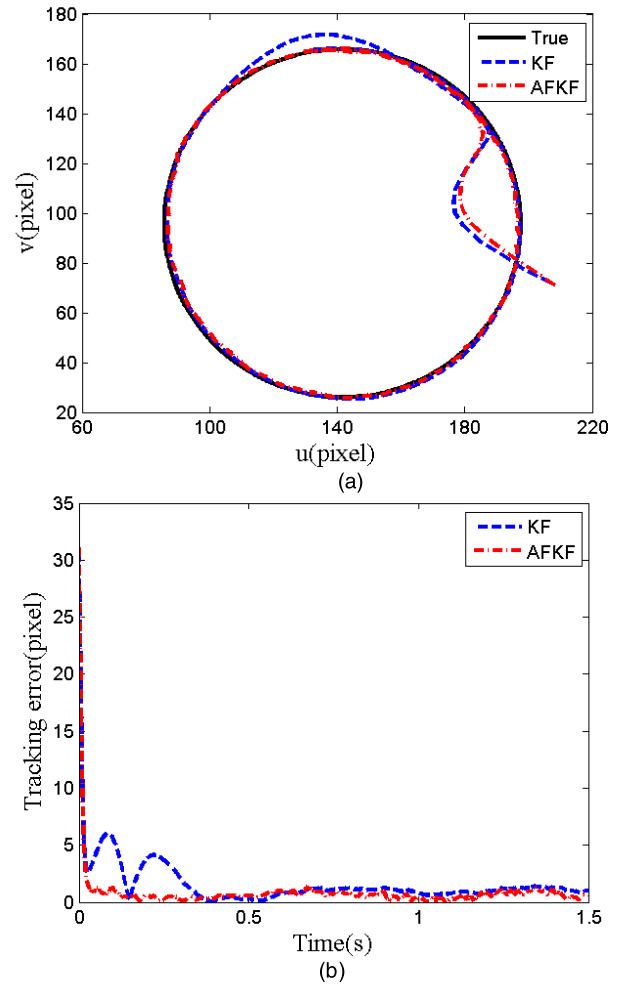 180
160
140
120
100
80
60
40
20
60
100
140
180
220
v(pixel)
u(pixel)
True
KF
AFKF
(a)
35
30
25
20
15
10
5
0
0
0.5
1
1.5
Tracking error(pixel)
Time(s)
KF
AFKF
(b)